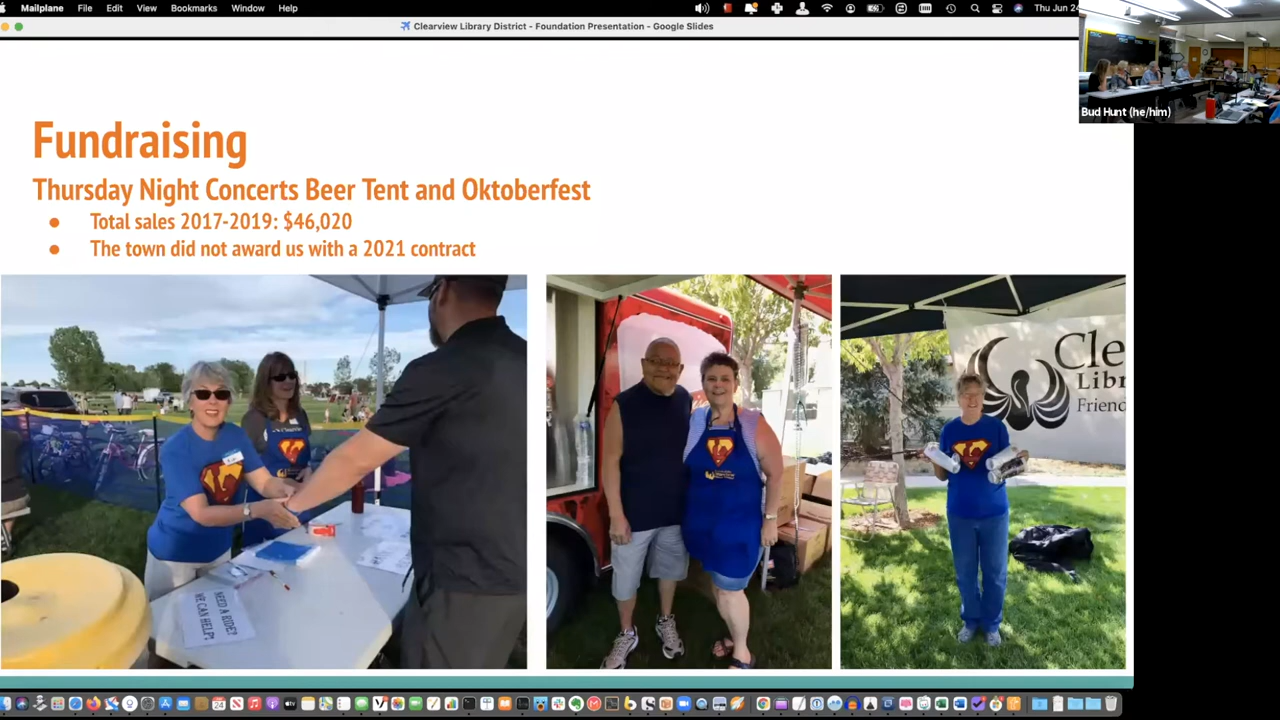 Mailplane File Edit View Bookmarks Window Help
Thu Jun 24
Clearview Library District - Foundation Presentation - Google Slides
Bud Hunt (he/him)
Fundraising
Thursday Night Concerts Beer Tent and Oktoberfest
● Total sales 2017-2019: $46,020
● The town did not award us with a 2021 contract
NEED A RIDE?
WE CAN HELP!
Cle
Libr
Friend